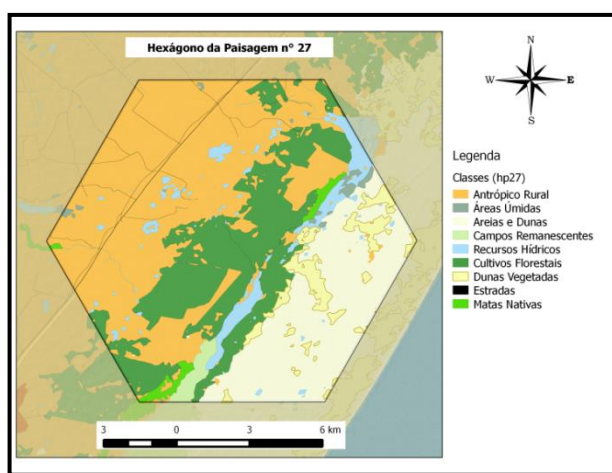 Hexágono da Paisagem n° 27
N
W
E
S
Legenda
Classes (hp27)
Antrópico Rural
Áreas Úmidas
Areias e Dunas
Campos Remanescentes
Recursos Hídricos
Cultivos Florestais
Dunas Vegetadas
Estradas
Matas Nativas
3 0 3 6 km